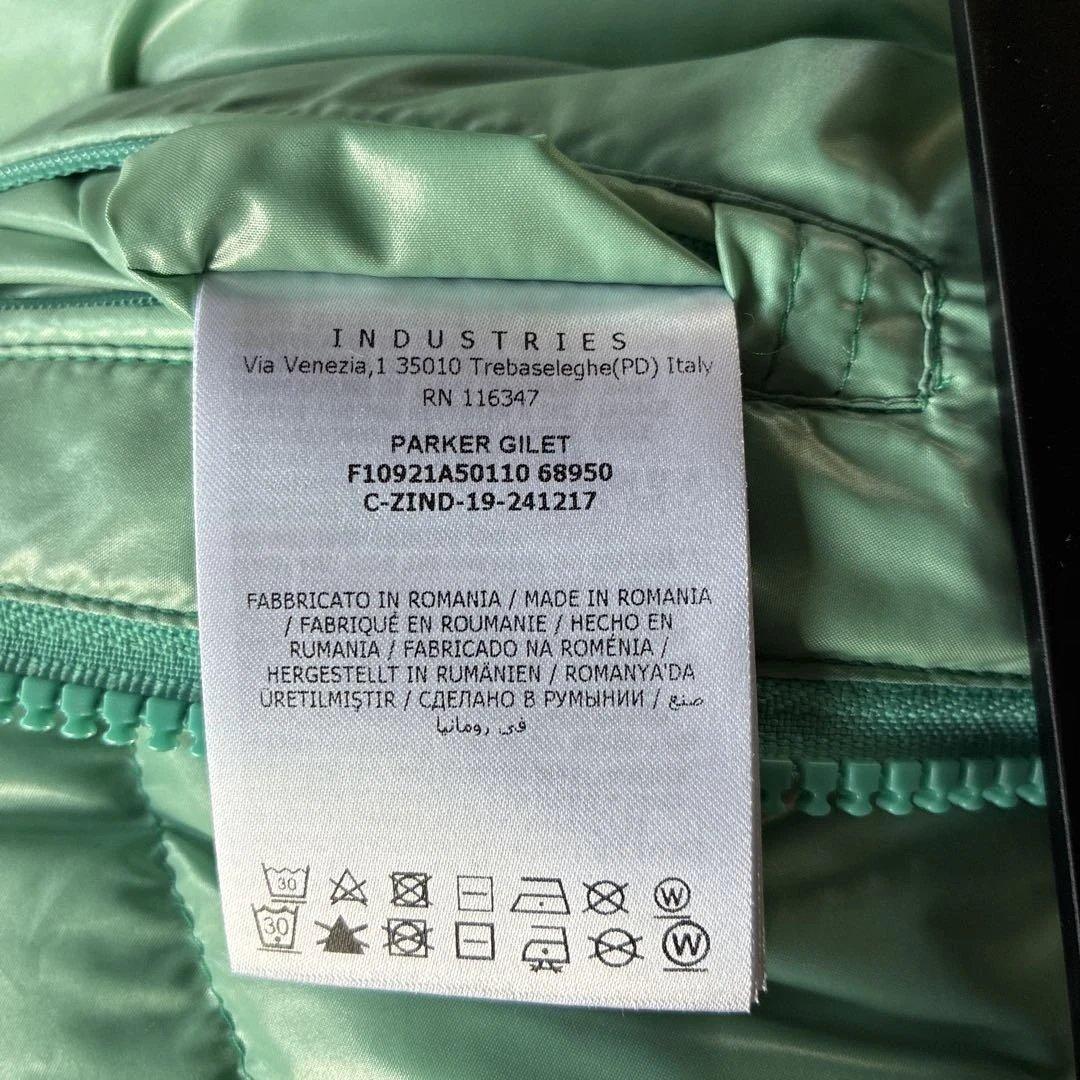 INDUSTRIES
Via Venezia,1 35010 Trebaseleghe(PD) Italy
RN 116347
PARKER GILET
F10921A50110 68950
C-ZIND-19-241217
FABBRICATO IN ROMANIA / MADE IN ROMANIA
/ FABRIQUÉ EN ROUMANIE / HECHO EN
RUMANIA / FABRICADO NA ROMÉNIA /
HERGESTELLT IN RUMÄNIEN / ROMANYA'DA
ÜRETILMIŞTIR / СДЕЛАНО В РУМЫНИИ / صنع
في رومانيا
30 W
30 W